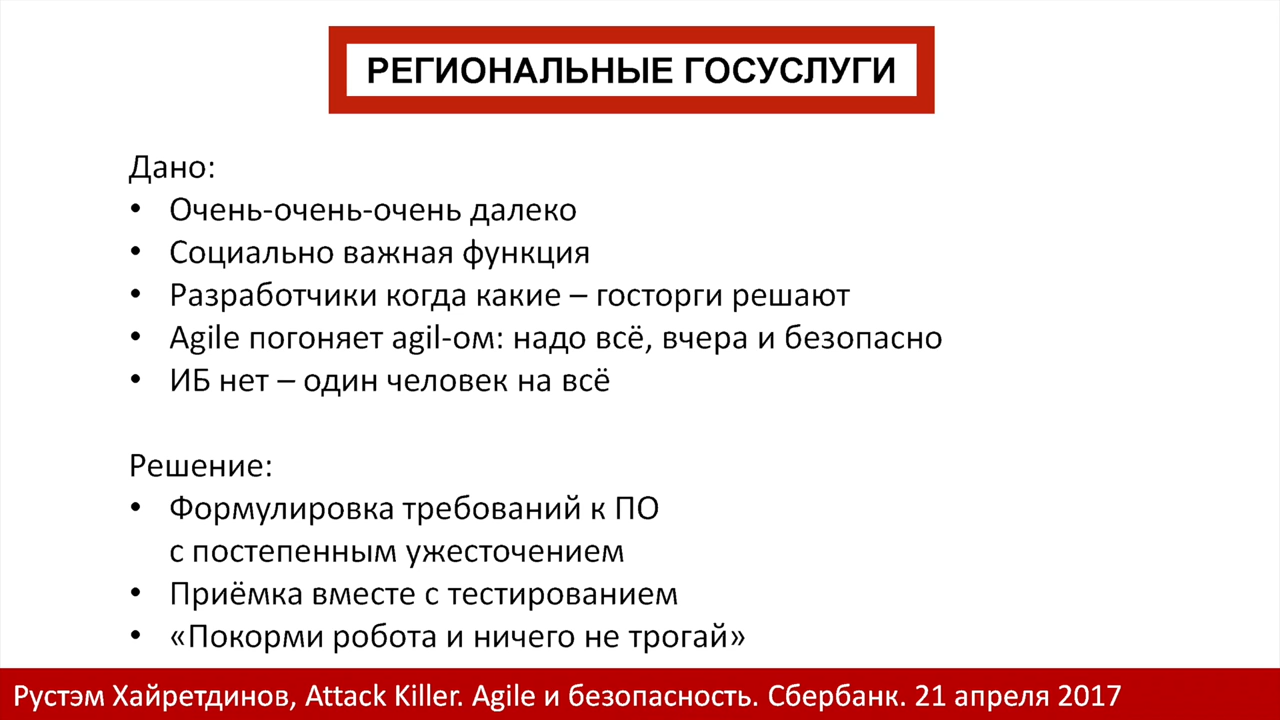 РЕГИОНАЛЬНЫЕ ГОСУСЛУГИ
Дано:
• Очень-очень-очень далеко
• Социально важная функция
• Разработчики когда какие – госторги решают
• Agile погоняет agil-ом: надо всё, вчера и безопасно
• ИБ нет – один человек на всё
Решение:
• Формулировка требований к ПО
с постепенным ужесточением
• Приёмка вместе с тестированием
• «Покорми робота и ничего не трогай»
Рустэм Хайретдинов, Attack Killer. Agile и безопасность. Сбербанк. 21 апреля 2017